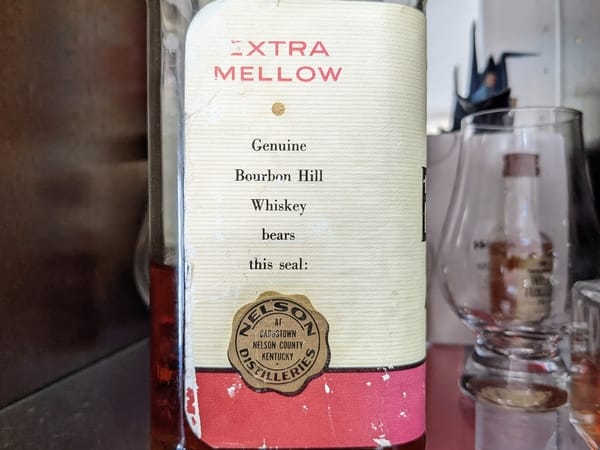 EXTRA
MELLOW
Genuine
Bourbon Hill
Whiskey
bears
this seal:
NELSON
AT
BARDSTOWN
NELSON COUNTY
KENTUCKY
DISTILLERIES